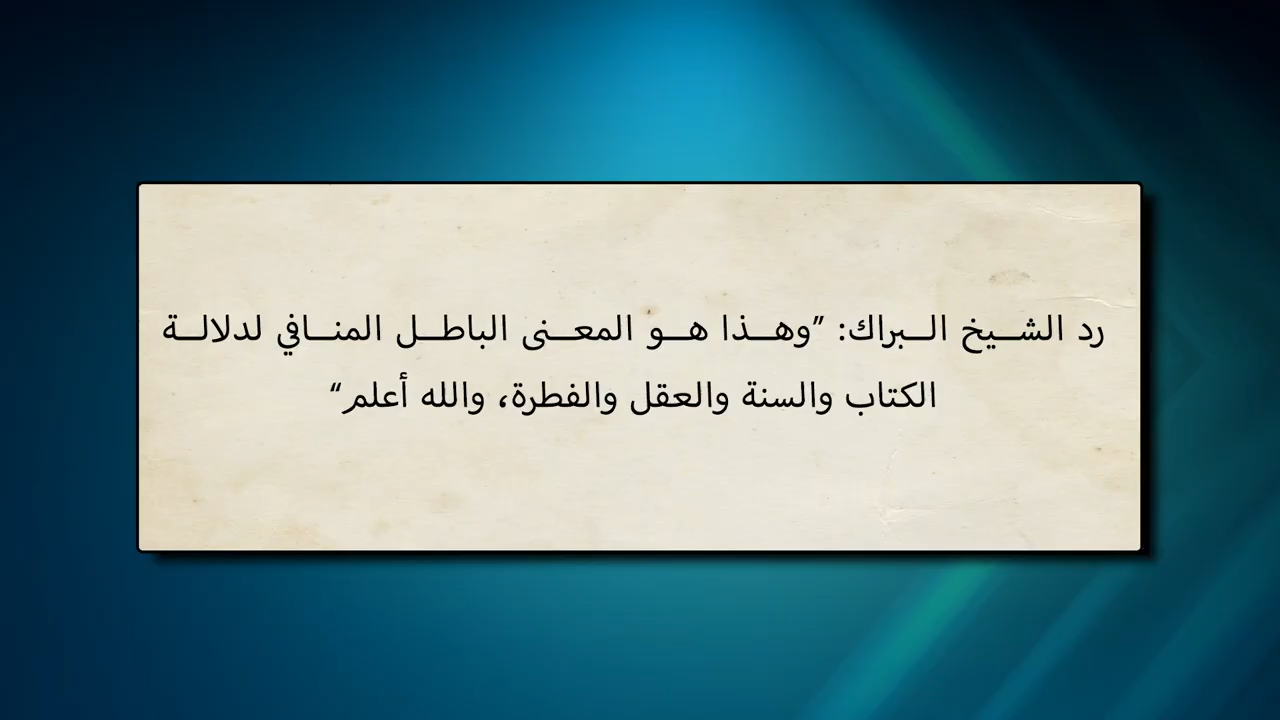 رد الشيخ البراك: ”وهذا هو المعنى الباطل المنافي لدلالة
الكتاب والسنة والعقل والفطرة، والله أعلم“